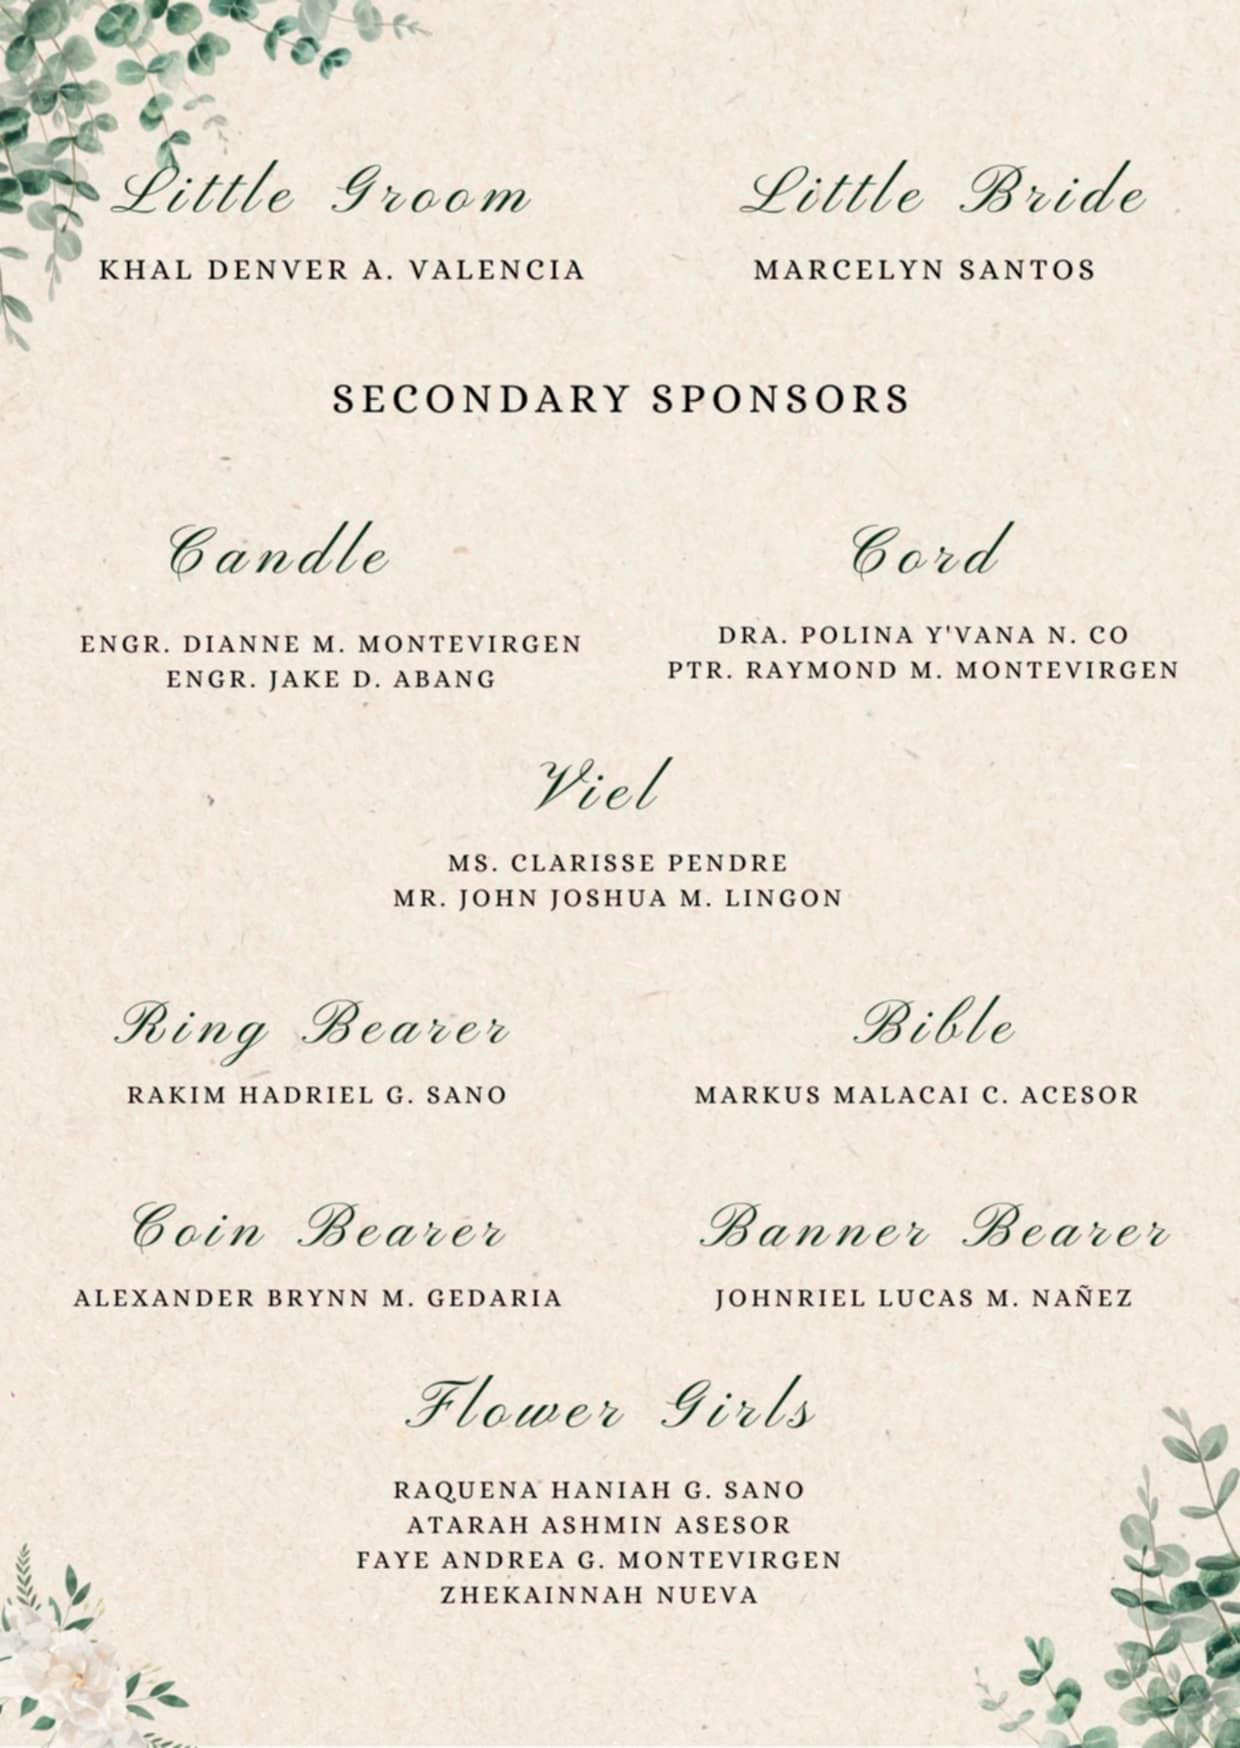 Little Groom
KHAL DENVER A. VALENCIA
Little Bride
MARCELYN SANTOS
SECONDARY SPONSORS
Candle
ENGR. DIANNE M. MONTEVIRGEN
ENGR. JAKE D. ABANG
Cord
DRA. POLINA Y'VANA N. CO
PTR. RAYMOND M. MONTEVIRGEN
Viel
MS. CLARISSE PENDRE
MR. JOHN JOSHUA M. LINGON
Ring Bearer
RAKIM HADRIEL G. SANO
Bible
MARKUS MALACAI C. ACESOR
Coin Bearer
ALEXANDER BRYNN M. GEDARIA
Banner Bearer
JOHNRIEL LUCAS M. NAÑEZ
Flower Girls
RAQUENA HANIAH G. SANO
ATARAH ASHMIN ASESOR
FAYE ANDREA G. MONTEVIRGEN
ZHEKAINNAH NUEVA